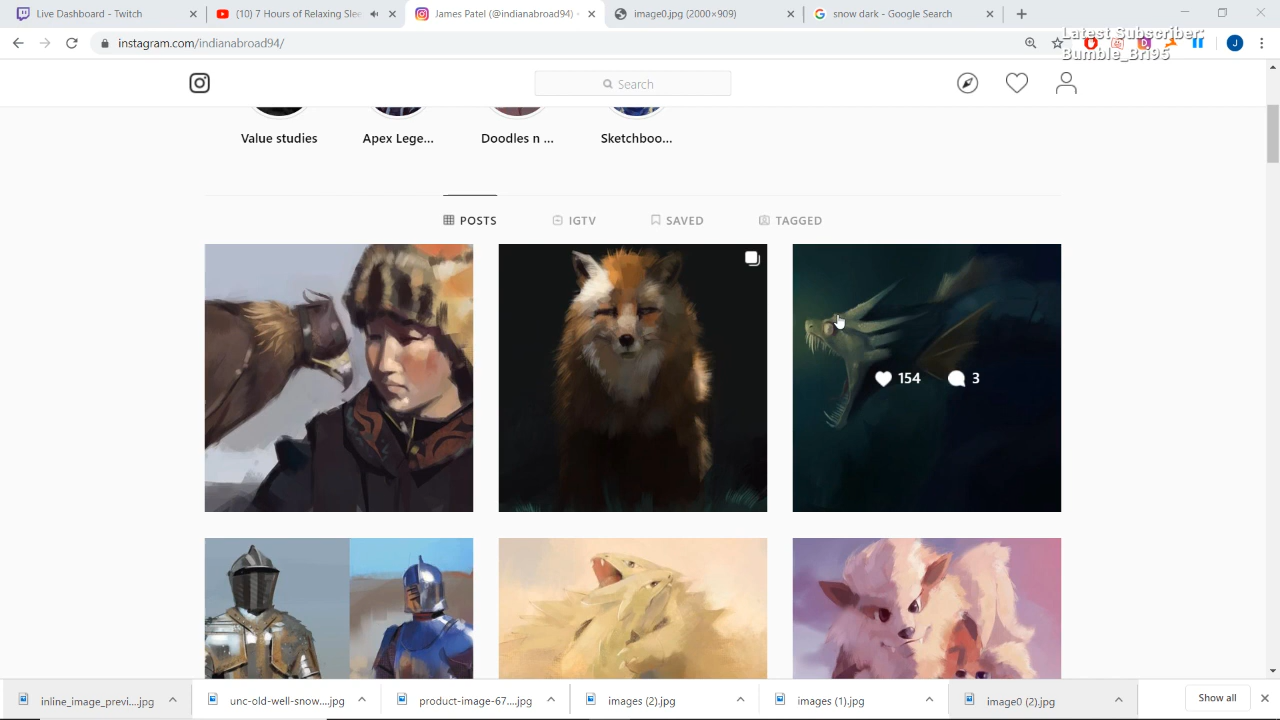 Live Dashboard - Twitch
(10) 7 Hours of Relaxing Slee
James Patel (@indianabroad94) ·
image0.jpg (2000×909)
snow dark - Google Search
instagram.com/indianabroad94/
Latest Subscriber:
Bumble_Bri95
J
Search
Value studies
Apex Lege...
Doodles n ...
Sketchboo...
POSTS
IGTV
SAVED
TAGGED
154
3
inline_image_previ....jpg
unc-old-well-snow....jpg
product-image-67....jpg
images (2).jpg
images (1).jpg
image0 (2).jpg
Show all